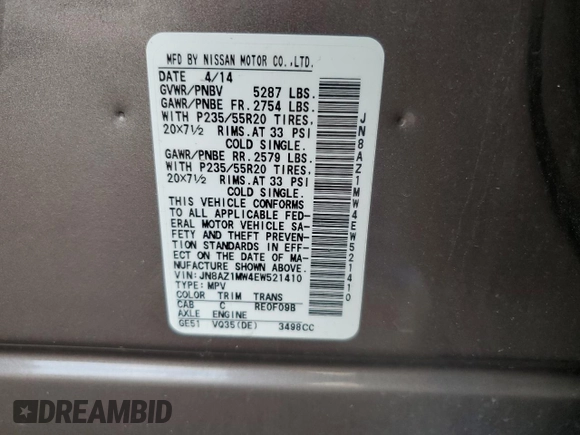 MFD BY NISSAN MOTOR CO.,LTD.
DATE 4/14
GVWR/PNBV 5287 LBS.
GAWR/PNBE FR. 2754 LBS.
WITH P235/55R20 TIRES,
20X7½ RIMS.AT 33 PSI
COLD SINGLE.
GAWR/PNBE RR. 2579 LBS.
WITH P235/55R20 TIRES,
20X7½ RIMS.AT 33 PSI
COLD SINGLE.
THIS VEHICLE CONFORMS
TO ALL APPLICABLE FED-
ERAL MOTOR VEHICLE SA-
FETY AND THEFT PREVEN-
TION STANDARDS IN EFF-
ECT ON THE DATE OF MA-
NUFACTURE SHOWN ABOVE.
VIN: JN8AZ1MW4EW521410
TYPE: MPV
COLOR TRIM TRANS
CAB C RE0F09B
AXLE ENGINE
GE51 VQ35(DE) 3498CC
JN8AZ1MW4EW521410
DREAMBID